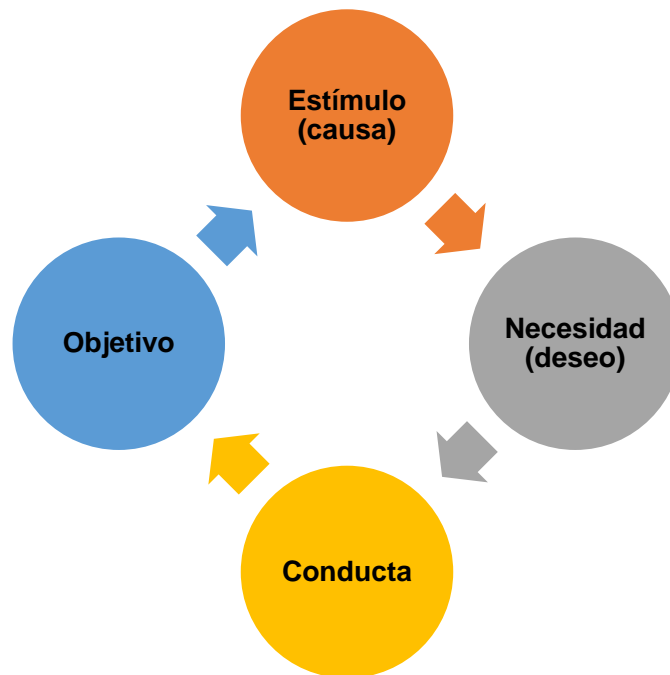 Estímulo
(causa)
Necesidad
(deseo)
Conducta
Objetivo